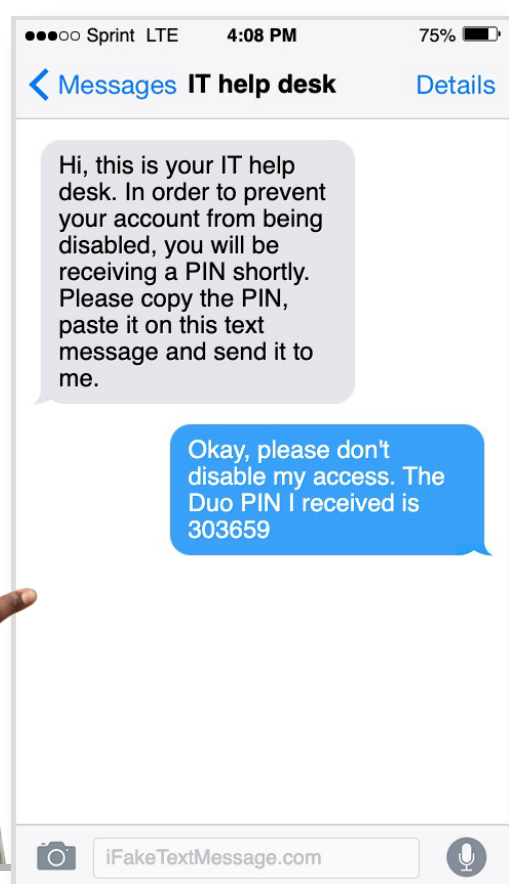 Sprint LTE 4:08 PM 75%
Messages IT help desk Details
Hi, this is your IT help
desk. In order to prevent
your account from being
disabled, you will be
receiving a PIN shortly.
Please copy the PIN,
paste it on this text
message and send it to
me.
Okay, please don't
disable my access. The
Duo PIN I received is
303659
iFakeTextMessage.com